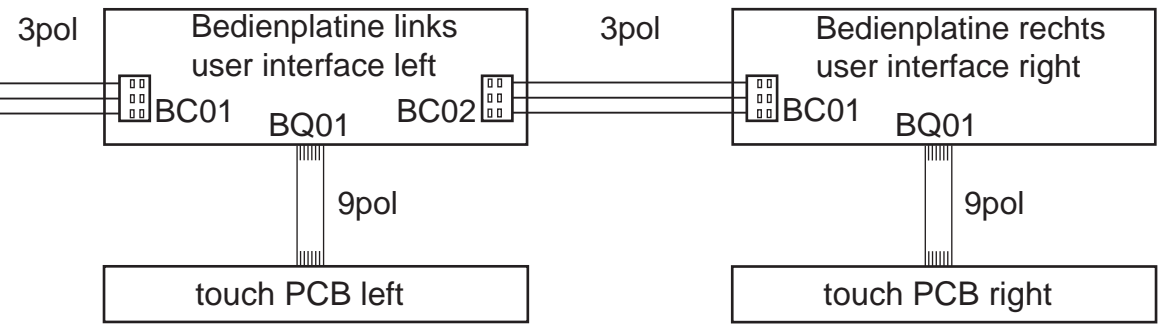 3pol
Bedienplatine links
user interface left
BC01
BQ01
BC02
3pol
Bedienplatine rechts
user interface right
BC01
BQ01
9pol
9pol
touch PCB left
touch PCB right